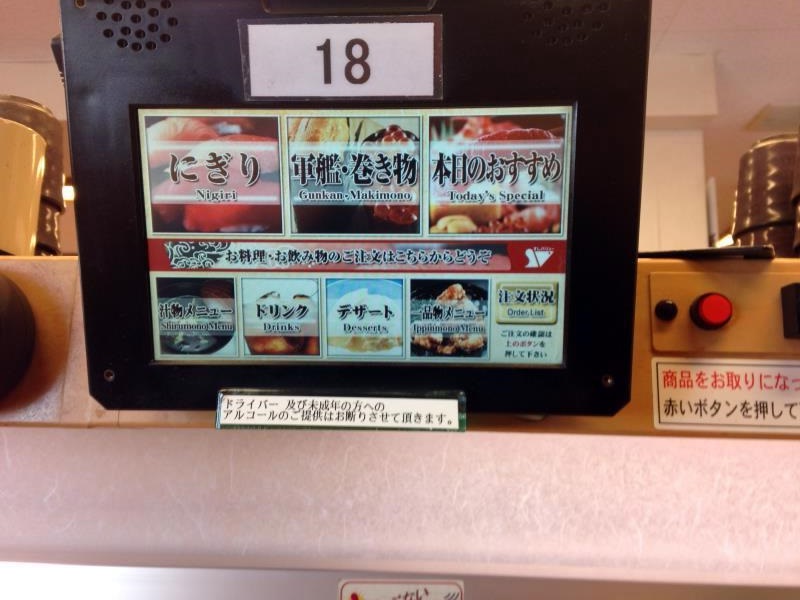 18
にぎり
Nigiri
軍艦・巻き物
Gunkan・Makimono
本日のおすすめ
Today's Special
お料理・お飲み物のご注文はこちらからどうぞ
汁物メニュー
Shirumono Menu
ドリンク
Drinks
デザート
Desserts
一品物メニュー
Ippinmono Menu
注文状況
Order List
ご注文の確認は
上のボタンを
押して下さい
ドライバー 及び未成年の方への
アルコールのご提供はお断りさせて頂きます。
商品をお取りになっ
赤いボタンを押して